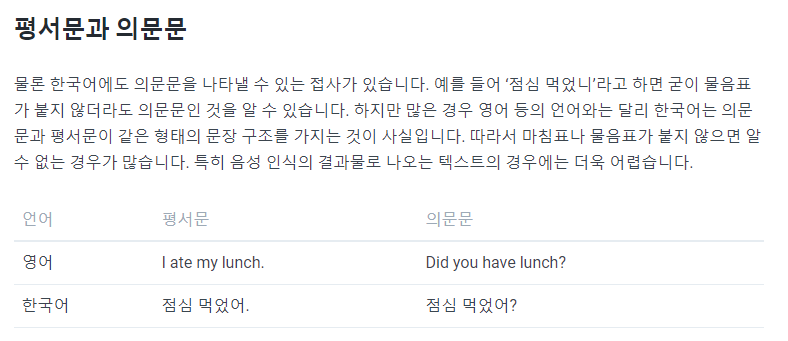 평서문과 의문문
물론 한국어에도 의문문을 나타낼 수 있는 접사가 있습니다. 예를 들어 ‘점심 먹었니’라고 하면 굳이 물음표
가 붙지 않더라도 의문문인 것을 알 수 있습니다. 하지만 많은 경우 영어 등의 언어와는 달리 한국어는 의문
문과 평서문이 같은 형태의 문장 구조를 가지는 것이 사실입니다. 따라서 마침표나 물음표가 붙지 않으면 알
수 없는 경우가 많습니다. 특히 음성 인식의 결과물로 나오는 텍스트의 경우에는 더욱 어렵습니다.
언어 평서문 의문문
영어 I ate my lunch. Did you have lunch?
한국어 점심 먹었어. 점심 먹었어?